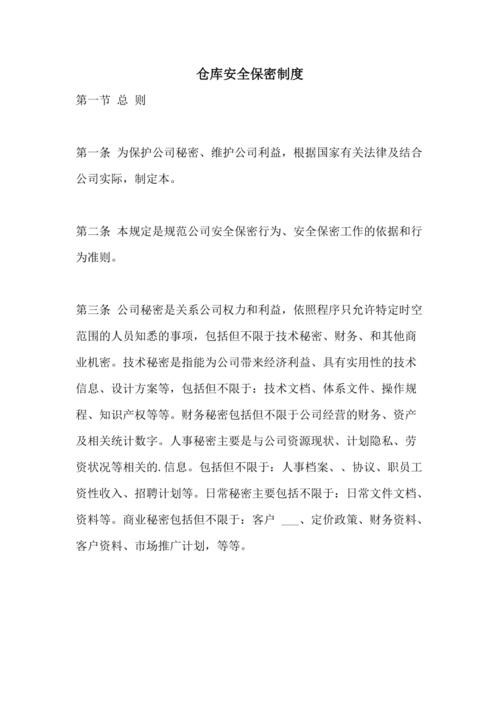 仓库安全保密制度
第一节 总 则
第一条 为保护公司秘密、维护公司利益，根据国家有关法律及结合
公司实际，制定本。
第二条 本规定是规范公司安全保密行为、安全保密工作的依据和行
为准则。
第三条 公司秘密是关系公司权力和利益，依照程序只允许特定时空
范围的人员知悉的事项，包括但不限于技术秘密、财务、和其他商
业机密。技术秘密是指能为公司带来经济利益、具有实用性的技术
信息、设计方案等，包括但不限于：技术文档、体系文件、操作规
程、知识产权等等。财务秘密包括但不限于公司经营的财务、资产
及相关统计数字。人事秘密主要是与公司资源现状、计划隐私、劳
资状况等相关的.信息。包括但不限于：人事档案、、协议、职员工
资性收入、招聘计划等。日常秘密主要包括不限于：日常文件文档、
资料等。商业秘密包括但不限于：客户 ___、定价政策、财务资料、
客户资料、市场推广计划，等等。